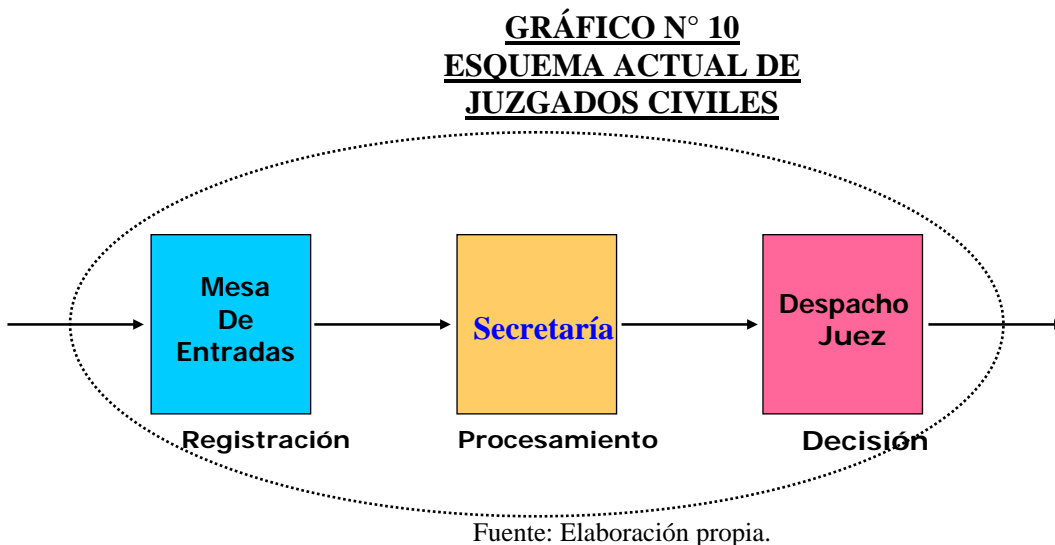 GRÁFICO N° 10
ESQUEMA ACTUAL DE
JUZGADOS CIVILES
Mesa
De
Entradas
Secretaría
Despacho
Juez
Registración
Procesamiento
Decisión
Fuente: Elaboración propia.